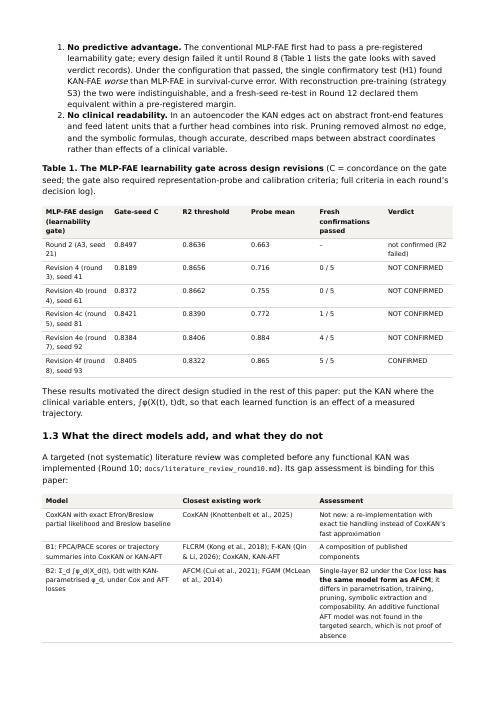 1. No predictive advantage. The conventional MLP-FAE first had to pass a pre-registered
learnability gate; every design failed it until Round 8 (Table 1 lists the gate looks with saved
verdict records). Under the configuration that passed, the single confirmatory test (H1) found
KAN-FAE worse than MLP-FAE in survival-curve error. With reconstruction pre-training (strategy
S3) the two were indistinguishable, and a fresh-seed re-test in Round 12 declared them
equivalent within a pre-registered margin.
2. No clinical readability. In an autoencoder the KAN edges act on abstract front-end features
and feed latent units that a further head combines into risk. Pruning removed almost no edge,
and the symbolic formulas, though accurate, described maps between abstract coordinates
rather than effects of a clinical variable.
Table 1. The MLP-FAE learnability gate across design revisions (C = concordance on the gate
seed; the gate also required representation-probe and calibration criteria; full criteria in each round's
decision log).
MLP-FAE design (learnability gate) Gate-seed C R2 threshold Probe mean Fresh confirmations passed Verdict
Round 2 (A3, seed 21) 0.8497 0.8636 0.663 – not confirmed (R2 failed)
Revision 4 (round 3), seed 41 0.8189 0.8656 0.716 0 / 5 NOT CONFIRMED
Revision 4b (round 4), seed 61 0.8372 0.8662 0.755 0 / 5 NOT CONFIRMED
Revision 4c (round 5), seed 81 0.8421 0.8390 0.772 1 / 5 NOT CONFIRMED
Revision 4e (round 7), seed 92 0.8384 0.8406 0.884 4 / 5 NOT CONFIRMED
Revision 4f (round 8), seed 93 0.8405 0.8322 0.865 5 / 5 CONFIRMED
These results motivated the direct design studied in the rest of this paper: put the KAN where the
clinical variable enters, ∫φ(X(t), t)dt, so that each learned function is an effect of a measured
trajectory.
1.3 What the direct models add, and what they do not
A targeted (not systematic) literature review was completed before any functional KAN was
implemented (Round 10; docs/literature_review_round10.md). Its gap assessment is binding for this
paper:
Model Closest existing work Assessment
CoxKAN with exact Efron/Breslow partial likelihood and Breslow baseline CoxKAN (Knottenbelt et al., 2025) Not new: a re-implementation with exact tie handling instead of CoxKAN's fast approximation
B1: FPCA/PACE scores or trajectory summaries into CoxKAN or KAN-AFT FLCRM (Kong et al., 2018); F-KAN (Qin & Li, 2026); CoxKAN, KAN-AFT A composition of published components
B2: Σ_d ∫φ_d(X_d(t), t)dt with KAN-parametrised φ_d, under Cox and AFT losses AFCM (Cui et al., 2021); FGAM (McLean et al., 2014) Single-layer B2 under the Cox loss has the same model form as AFCM; it differs in parametrisation, training, pruning, symbolic extraction and composability. An additive functional AFT model was not found in the targeted search, which is not proof of absence